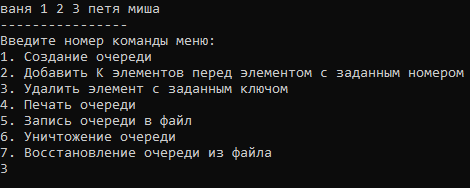 ваня 1 2 3 петя миша
----------------
Введите номер команды меню:
1. Создание очереди
2. Добавить К элементов перед элементом с заданным номером
3. Удалить элемент с заданным ключом
4. Печать очереди
5. Запись очереди в файл
6. Уничтожение очереди
7. Восстановление очереди из файла
3